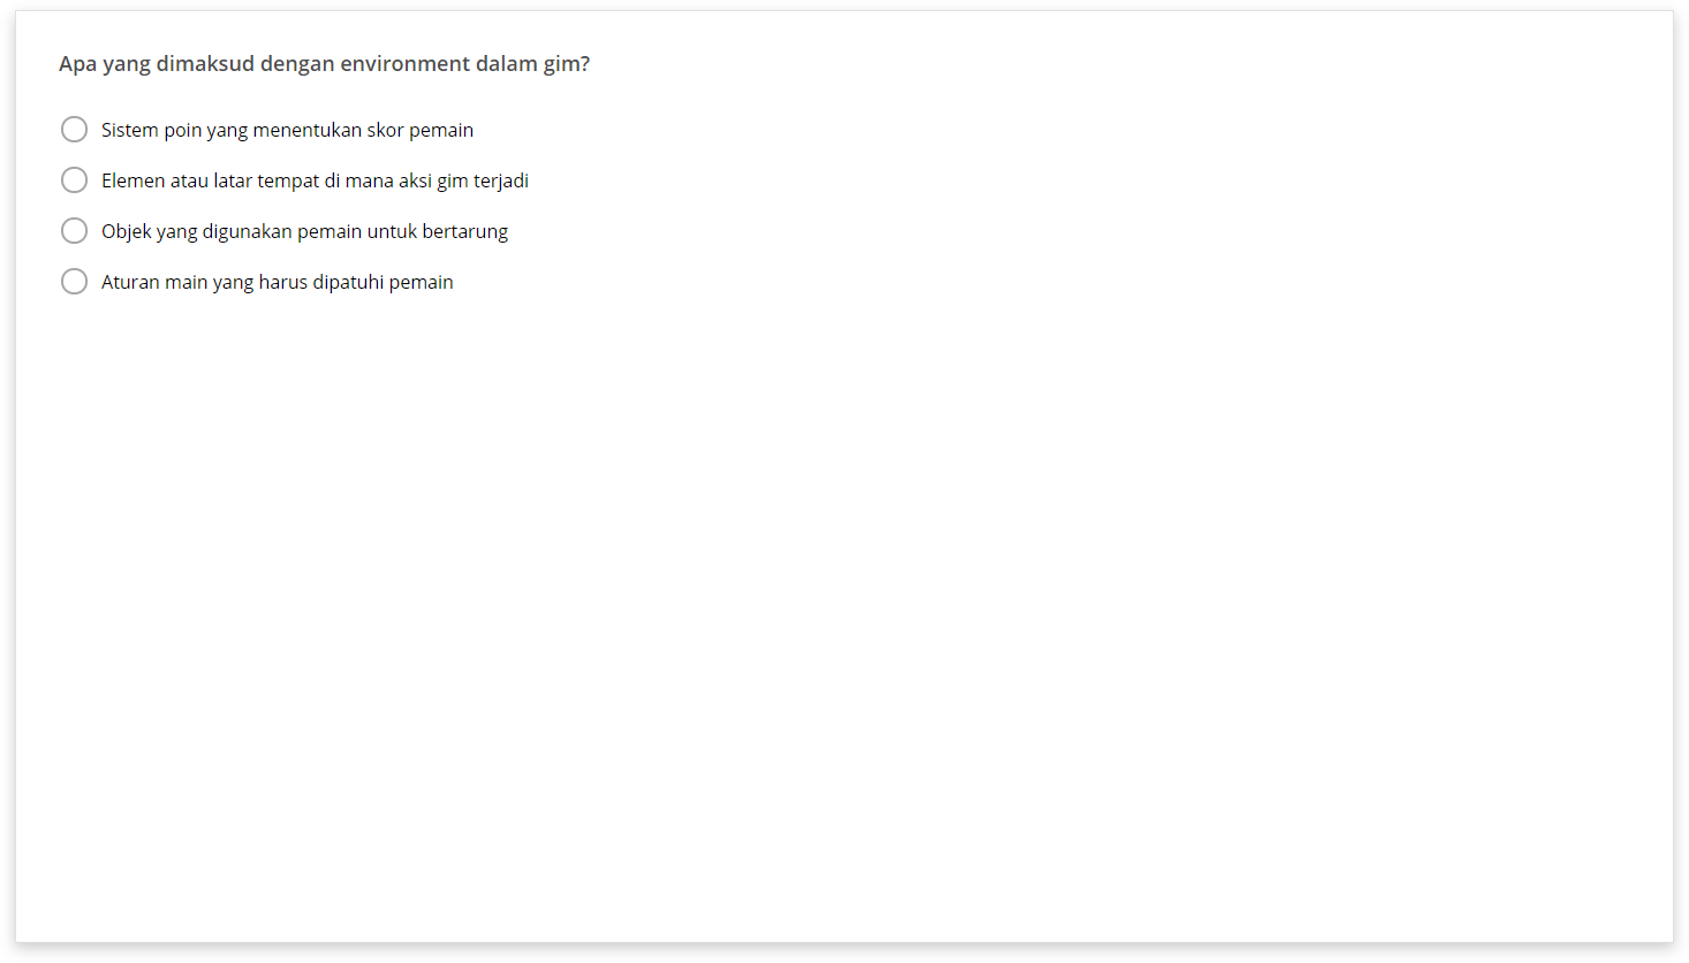 Apa yang dimaksud dengan environment dalam gim?
Sistem poin yang menentukan skor pemain
Elemen atau latar tempat di mana aksi gim terjadi
Objek yang digunakan pemain untuk bertarung
Aturan main yang harus dipatuhi pemain